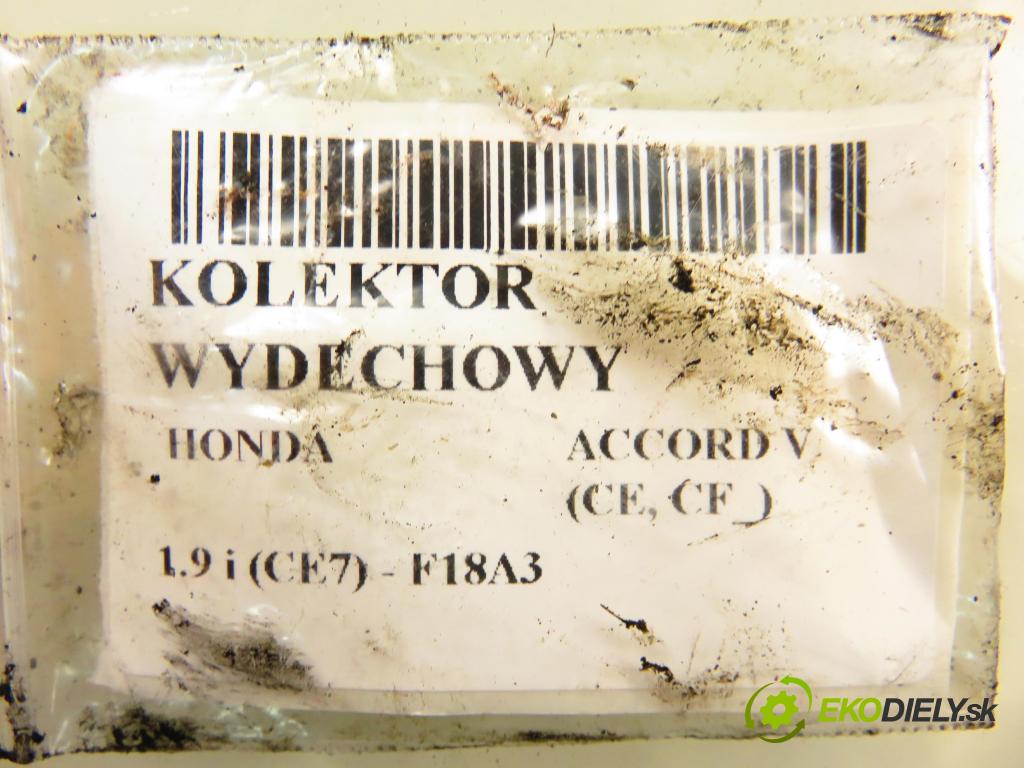 KOLEKTOR
WYDECHOWY
HONDA ACCORD V
(CE, CF_)
1.9 i (CE7) - F18A3
EKODIELY.sk